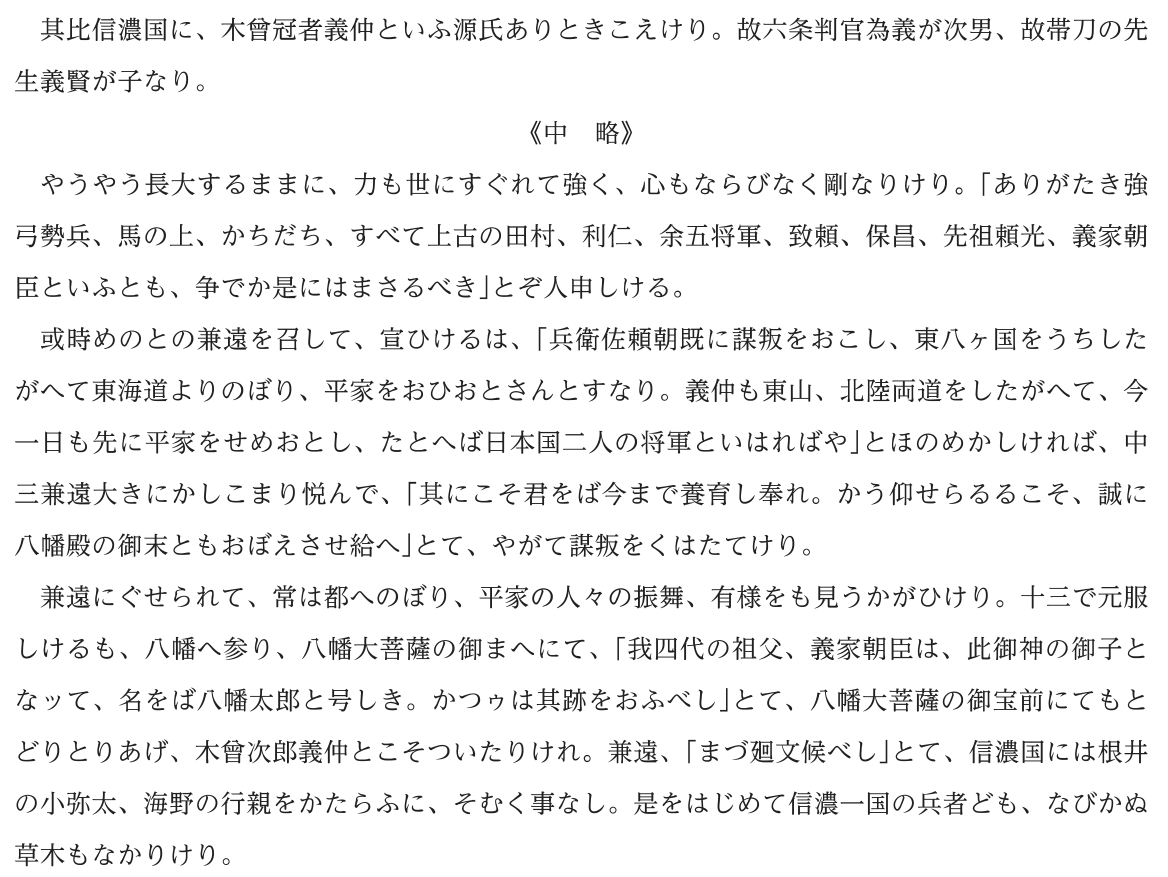 其比信濃国に、木曾冠者義仲といふ源氏ありときこえけり。故六条判官為義が次男、故帯刀の先
生義賢が子なり。
《中　略》
やうやう長大するままに、力も世にすぐれて強く、心もならびなく剛なりけり。「ありがたき強
弓勢兵、馬の上、かちだち、すべて上古の田村、利仁、余五将軍、致頼、保昌、先祖頼光、義家朝
臣といふとも、争でか是にはまさるべき」とぞ人申しける。
或時めのとの兼遠を召して、宣ひけるは、「兵衛佐頼朝既に謀叛をおこし、東八ヶ国をうちした
がへて東海道よりのぼり、平家をおひおとさんとすなり。義仲も東山、北陸両道をしたがへて、今
一日も先に平家をせめおとし、たとへば日本国二人の将軍といはればや」とほのめかしければ、中
三兼遠大きにかしこまり悦んで、「其にこそ君をば今まで養育し奉れ。かう仰せらるるこそ、誠に
八幡殿の御末ともおぼえさせ給へ」とて、やがて謀叛をくはたてけり。
兼遠にぐせられて、常は都へのぼり、平家の人々の振舞、有様をも見うかがひけり。十三で元服
しけるも、八幡へ参り、八幡大菩薩の御まへにて、「我四代の祖父、義家朝臣は、此御神の御子と
なッて、名をば八幡太郎と号しき。かつゥは其跡をおふべし」とて、八幡大菩薩の御宝前にてもと
どりとりあげ、木曾次郎義仲とこそついたりけれ。兼遠、「まづ廻文候べし」とて、信濃国には根井
の小弥太、海野の行親をかたらふに、そむく事なし。是をはじめて信濃一国の兵者ども、なびかぬ
草木もなかりけり。